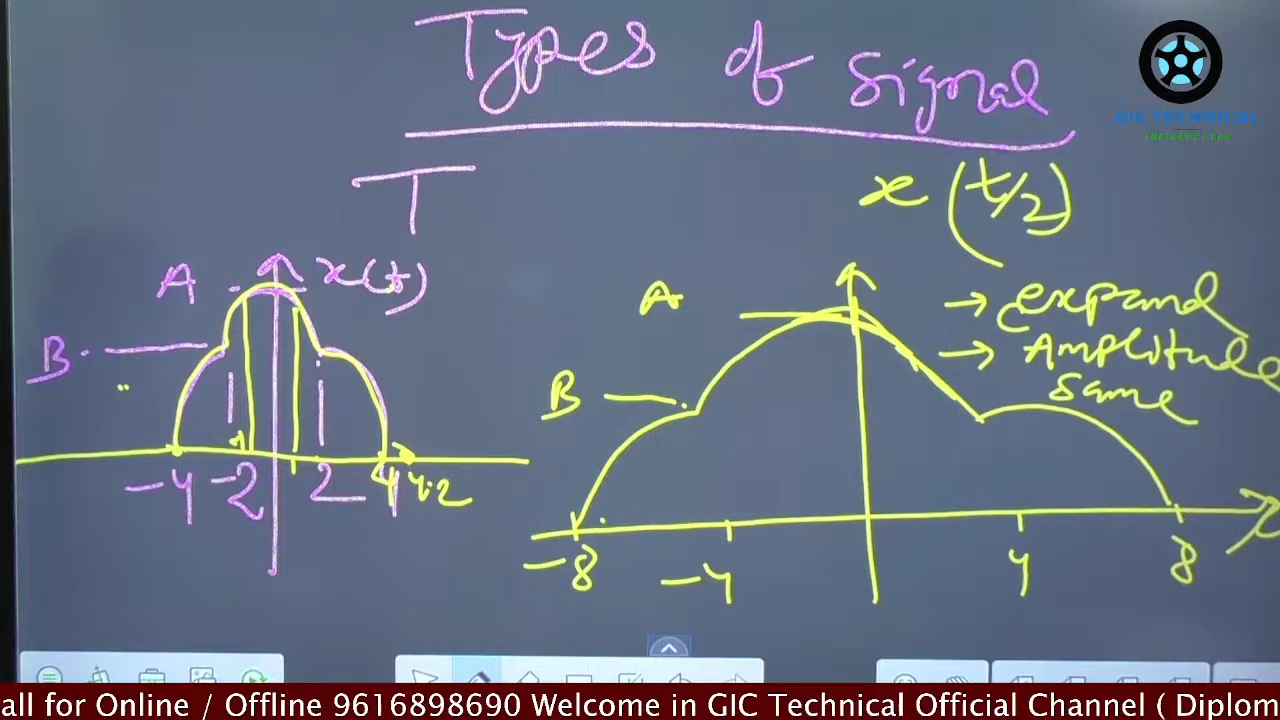 Types of Signal
GIC TECHNICAL
T
x (t/2)
A
x(t)
B
-4
-2
2
4
4.2
A
→ expand
→ Amplitude
same
B
-8
-4
4
8
all for Online / Offline 9616898690 Welcome in GIC Technical Official Channel ( Diplom